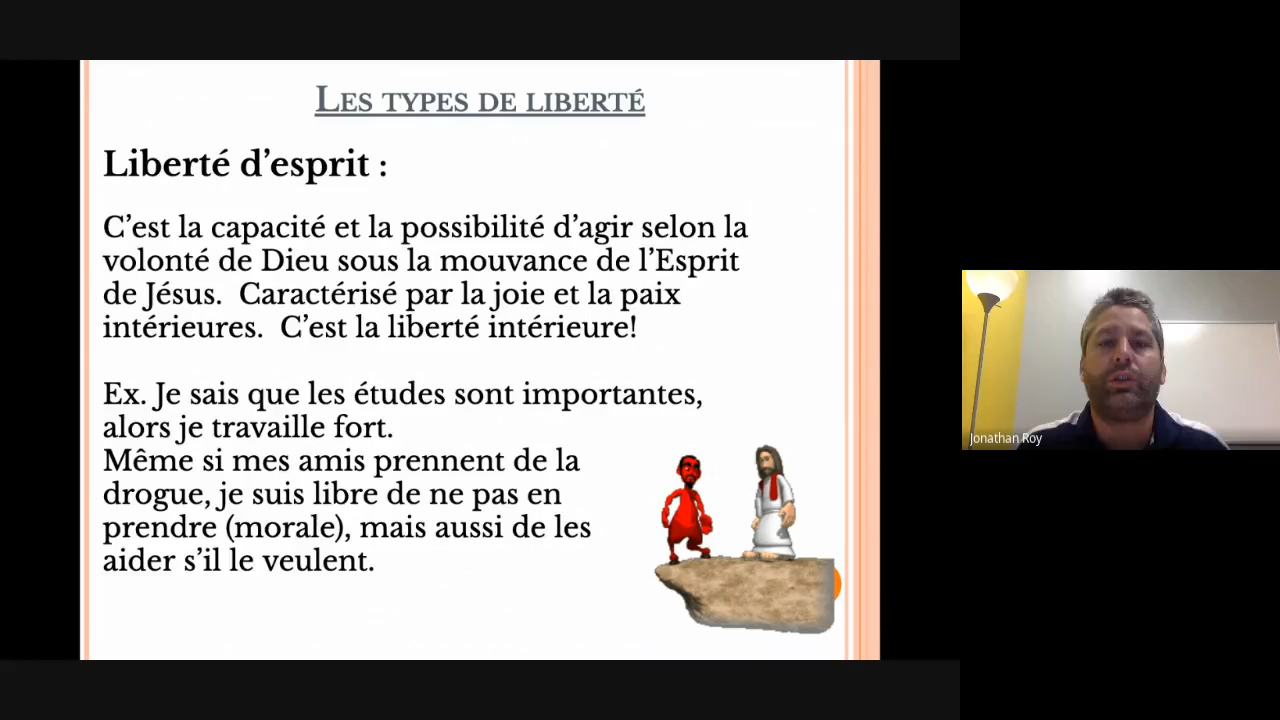 Les types de liberté
Liberté d’esprit :
C’est la capacité et la possibilité d’agir selon la
volonté de Dieu sous la mouvance de l’Esprit
de Jésus.  Caractérisé par la joie et la paix
intérieures.  C’est la liberté intérieure!
Ex. Je sais que les études sont importantes,
alors je travaille fort.
Même si mes amis prennent de la
drogue, je suis libre de ne pas en
prendre (morale), mais aussi de les
aider s’il le veulent.
Jonathan Roy